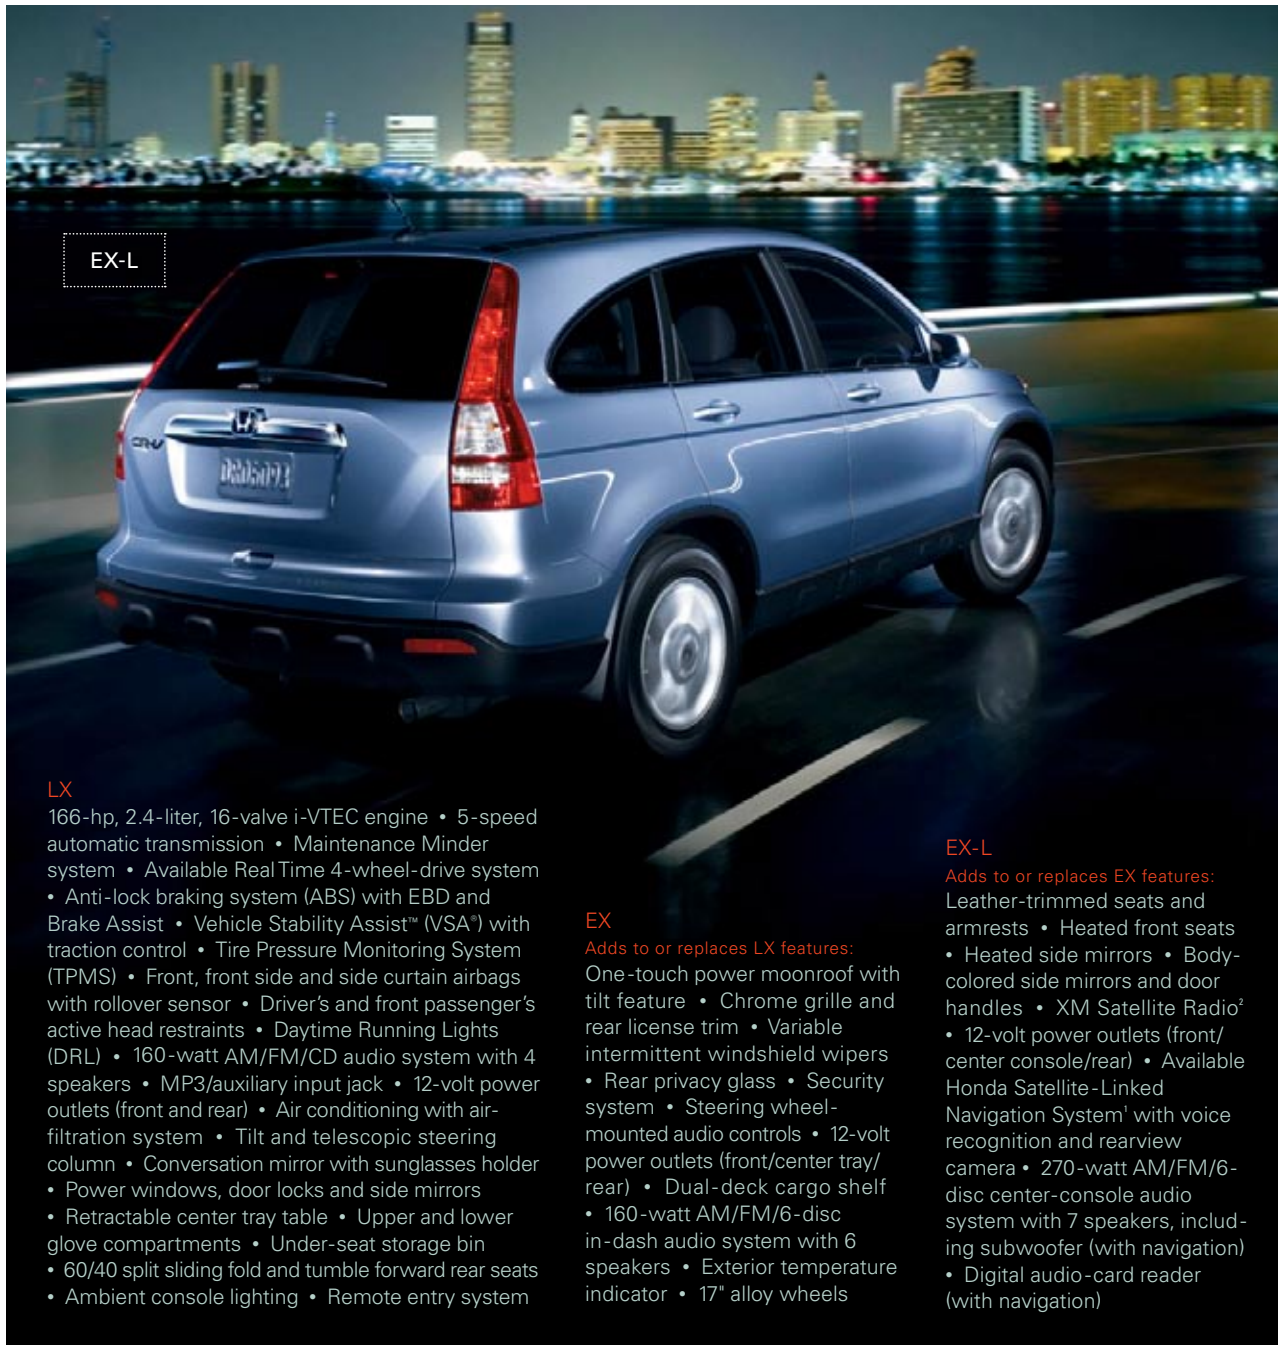 EX-L
CR-V
DR05093
LX
166-hp, 2.4-liter, 16-valve i-VTEC engine • 5-speed
automatic transmission • Maintenance Minder
system • Available Real Time 4-wheel-drive system
• Anti-lock braking system (ABS) with EBD and
Brake Assist • Vehicle Stability Assist™ (VSA®) with
traction control • Tire Pressure Monitoring System
(TPMS) • Front, front side and side curtain airbags
with rollover sensor • Driver's and front passenger's
active head restraints • Daytime Running Lights
(DRL) • 160-watt AM/FM/CD audio system with 4
speakers • MP3/auxiliary input jack • 12-volt power
outlets (front and rear) • Air conditioning with air-
filtration system • Tilt and telescopic steering
column • Conversation mirror with sunglasses holder
• Power windows, door locks and side mirrors
• Retractable center tray table • Upper and lower
glove compartments • Under-seat storage bin
• 60/40 split sliding fold and tumble forward rear seats
• Ambient console lighting • Remote entry system
EX
Adds to or replaces LX features:
One-touch power moonroof with
tilt feature • Chrome grille and
rear license trim • Variable
intermittent windshield wipers
• Rear privacy glass • Security
system • Steering wheel-
mounted audio controls • 12-volt
power outlets (front/center tray/
rear) • Dual-deck cargo shelf
• 160-watt AM/FM/6-disc
in-dash audio system with 6
speakers • Exterior temperature
indicator • 17" alloy wheels
EX-L
Adds to or replaces EX features:
Leather-trimmed seats and
armrests • Heated front seats
• Heated side mirrors • Body-
colored side mirrors and door
handles • XM Satellite Radio²
• 12-volt power outlets (front/
center console/rear) • Available
Honda Satellite-Linked
Navigation System¹ with voice
recognition and rearview
camera • 270-watt AM/FM/6-
disc center-console audio
system with 7 speakers, includ-
ing subwoofer (with navigation)
• Digital audio-card reader
(with navigation)